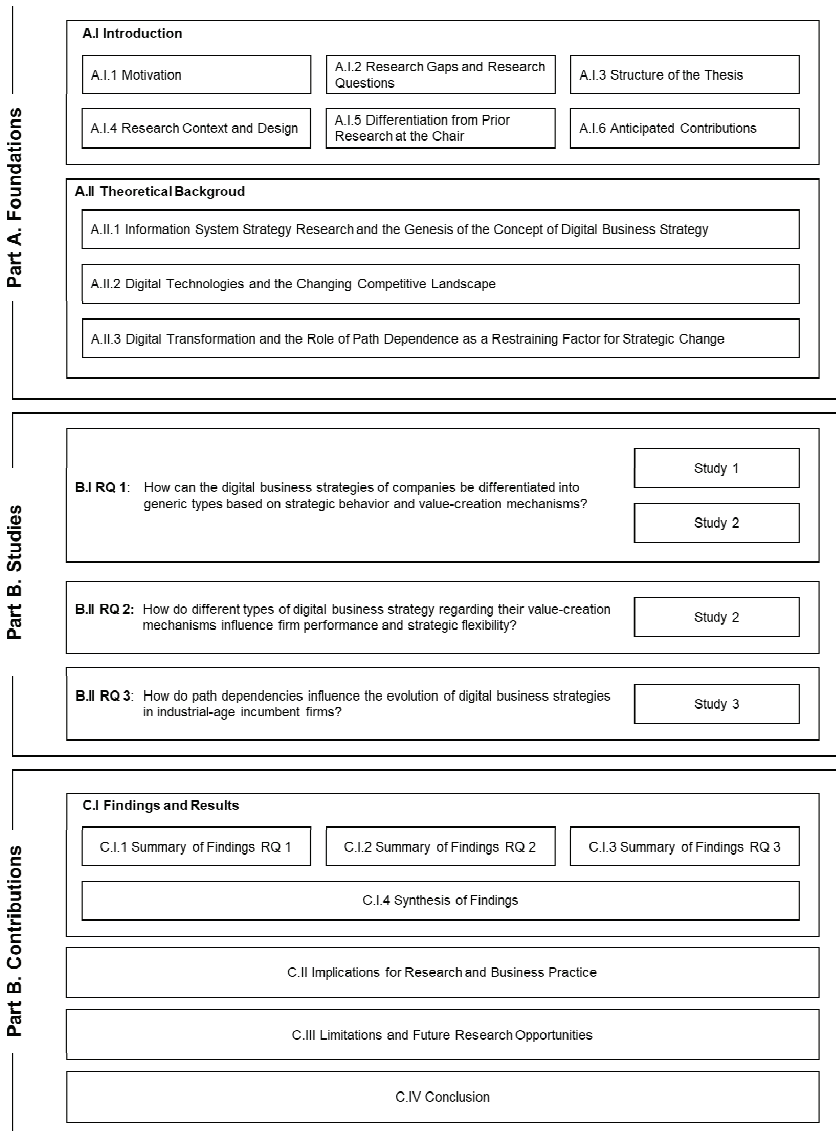 Part A. Foundations
A.I Introduction
A.I.1 Motivation
A.I.2 Research Gaps and Research
Questions
A.I.3 Structure of the Thesis
A.I.4 Research Context and Design
A.I.5 Differentiation from Prior
Research at the Chair
A.I.6 Anticipated Contributions
A.II Theoretical Backgroud
A.II.1 Information System Strategy Research and the Genesis of the Concept of Digital Business Strategy
A.II.2 Digital Technologies and the Changing Competitive Landscape
A.II.3 Digital Transformation and the Role of Path Dependence as a Restraining Factor for Strategic Change
Part B. Studies
B.I RQ 1: How can the digital business strategies of companies be differentiated into
generic types based on strategic behavior and value-creation mechanisms?
Study 1
Study 2
B.II RQ 2: How do different types of digital business strategy regarding their value-creation
mechanisms influence firm performance and strategic flexibility?
Study 2
B.II RQ 3: How do path dependencies influence the evolution of digital business strategies
in industrial-age incumbent firms?
Study 3
Part B. Contributions
C.I Findings and Results
C.I.1 Summary of Findings RQ 1
C.I.2 Summary of Findings RQ 2
C.I.3 Summary of Findings RQ 3
C.I.4 Synthesis of Findings
C.II Implications for Research and Business Practice
C.III Limitations and Future Research Opportunities
C.IV Conclusion